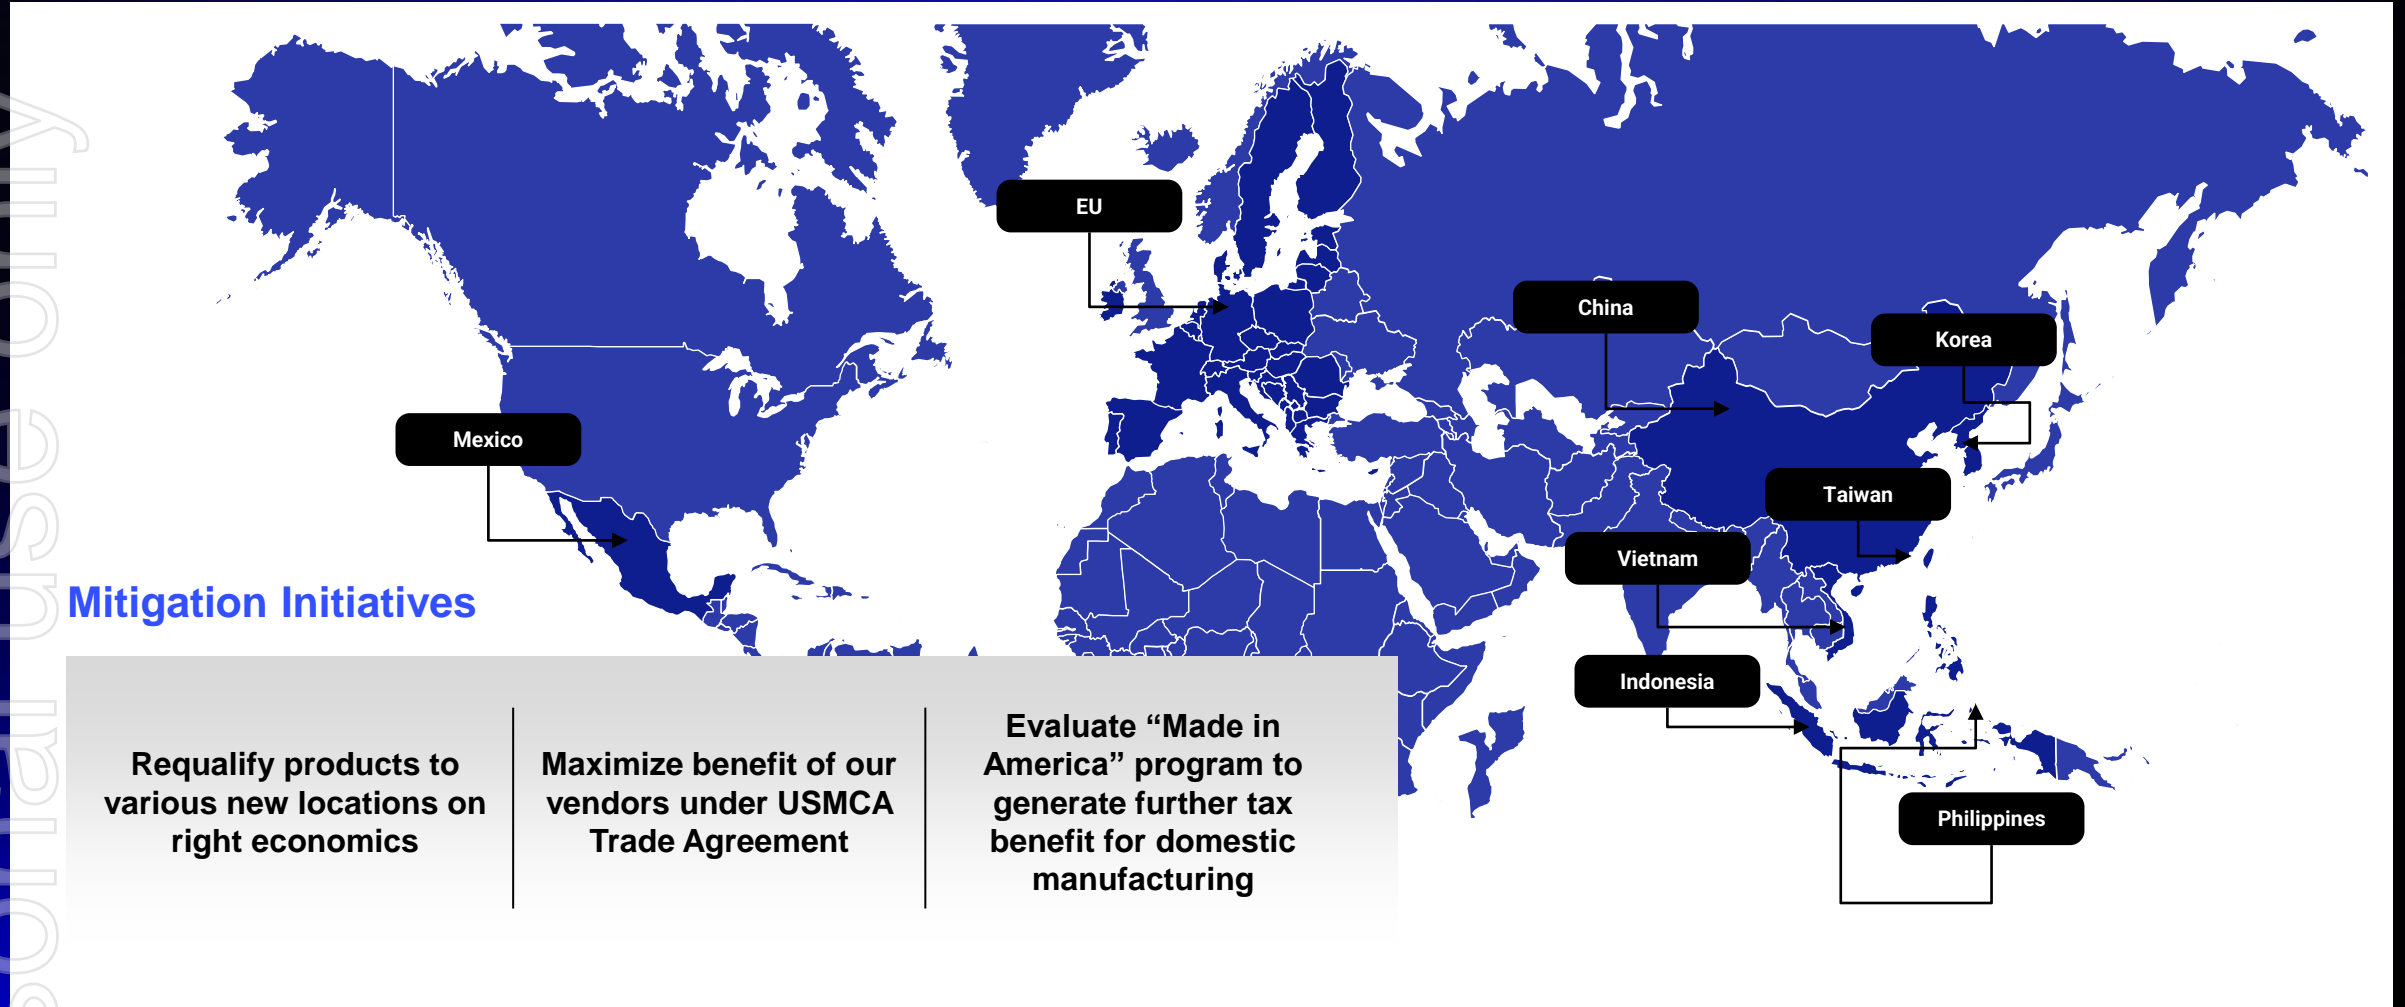 EU
China
Korea
Mexico
Taiwan
Vietnam
Indonesia
Philippines
Mitigation Initiatives
Requalify products to
various new locations on
right economics
Maximize benefit of our
vendors under USMCA
Trade Agreement
Evaluate “Made in
America” program to
generate further tax
benefit for domestic
manufacturing
use only